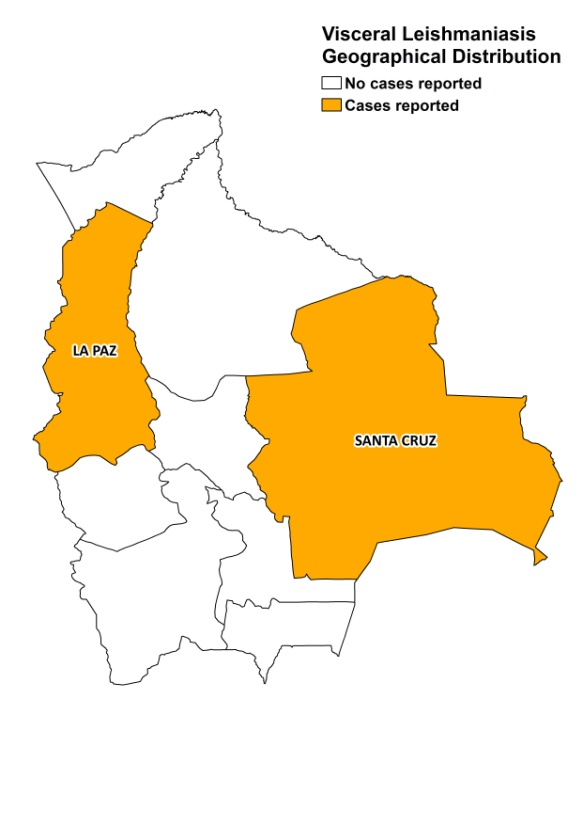 Visceral Leishmaniasis
Geographical Distribution
No cases reported
Cases reported
LA PAZ
SANTA CRUZ